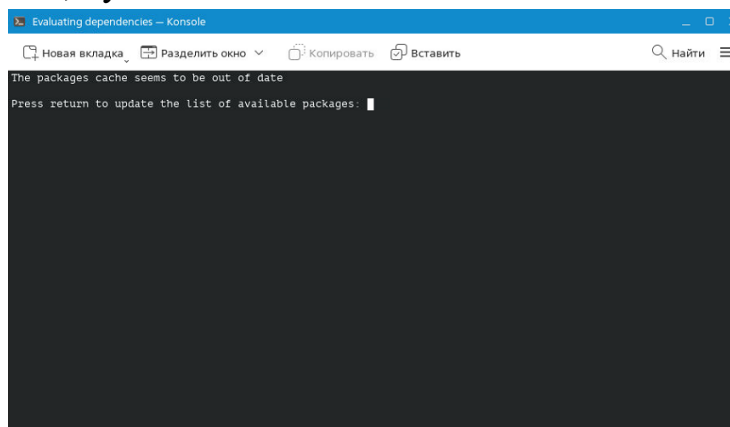 Evaluating dependencies — Konsole
Новая вкладка Разделить окно Копировать Вставить Найти
The packages cache seems to be out of date
Press return to update the list of available packages: